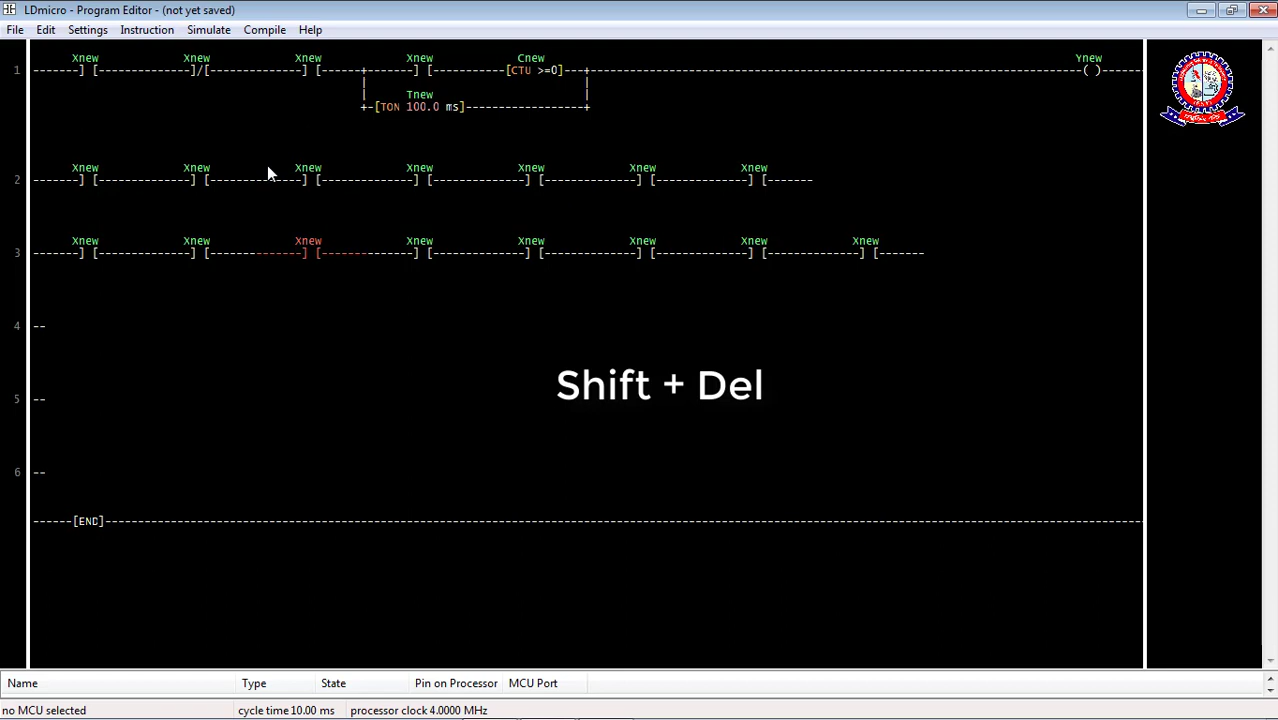 LDmicro - Program Editor - (not yet saved)
File Edit Settings Instruction Simulate Compile Help
Xnew Xnew Xnew Xnew Cnew Ynew
1 ------] [-------------]/[-------------] [------+------] [----------[CTU >=0]---+----------( )------
Tnew
+-[TON 100.0 ms]----------------+
Xnew Xnew Xnew Xnew Xnew Xnew Xnew
2 ------] [-------------] [-------------] [-------------] [-------------] [-------------] [-------------] [------
Xnew Xnew Xnew Xnew Xnew Xnew Xnew Xnew
3 ------] [-------------] [-------------] [-------------] [-------------] [-------------] [-------------] [-------------] [------
4 --
Shift + Del
5 --
6 --
------[END]------
Name Type State Pin on Processor MCU Port
no MCU selected cycle time 10.00 ms processor clock 4.0000 MHz